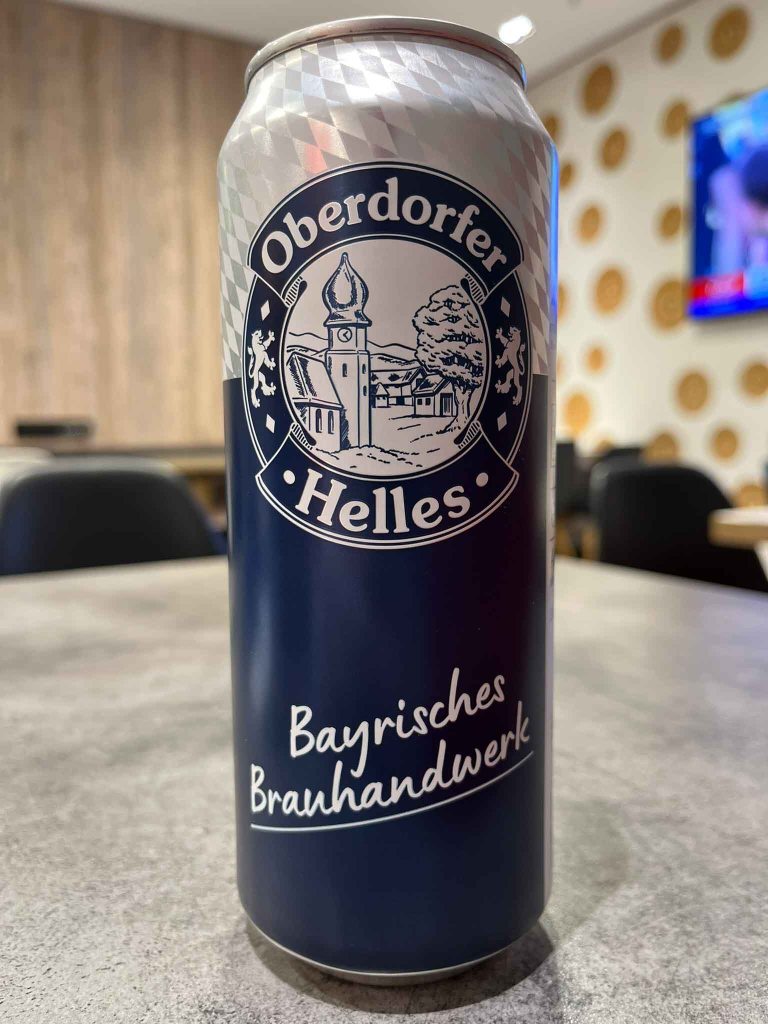 Oberdorfer
Helles
Bayrisches
Brauhandwerk